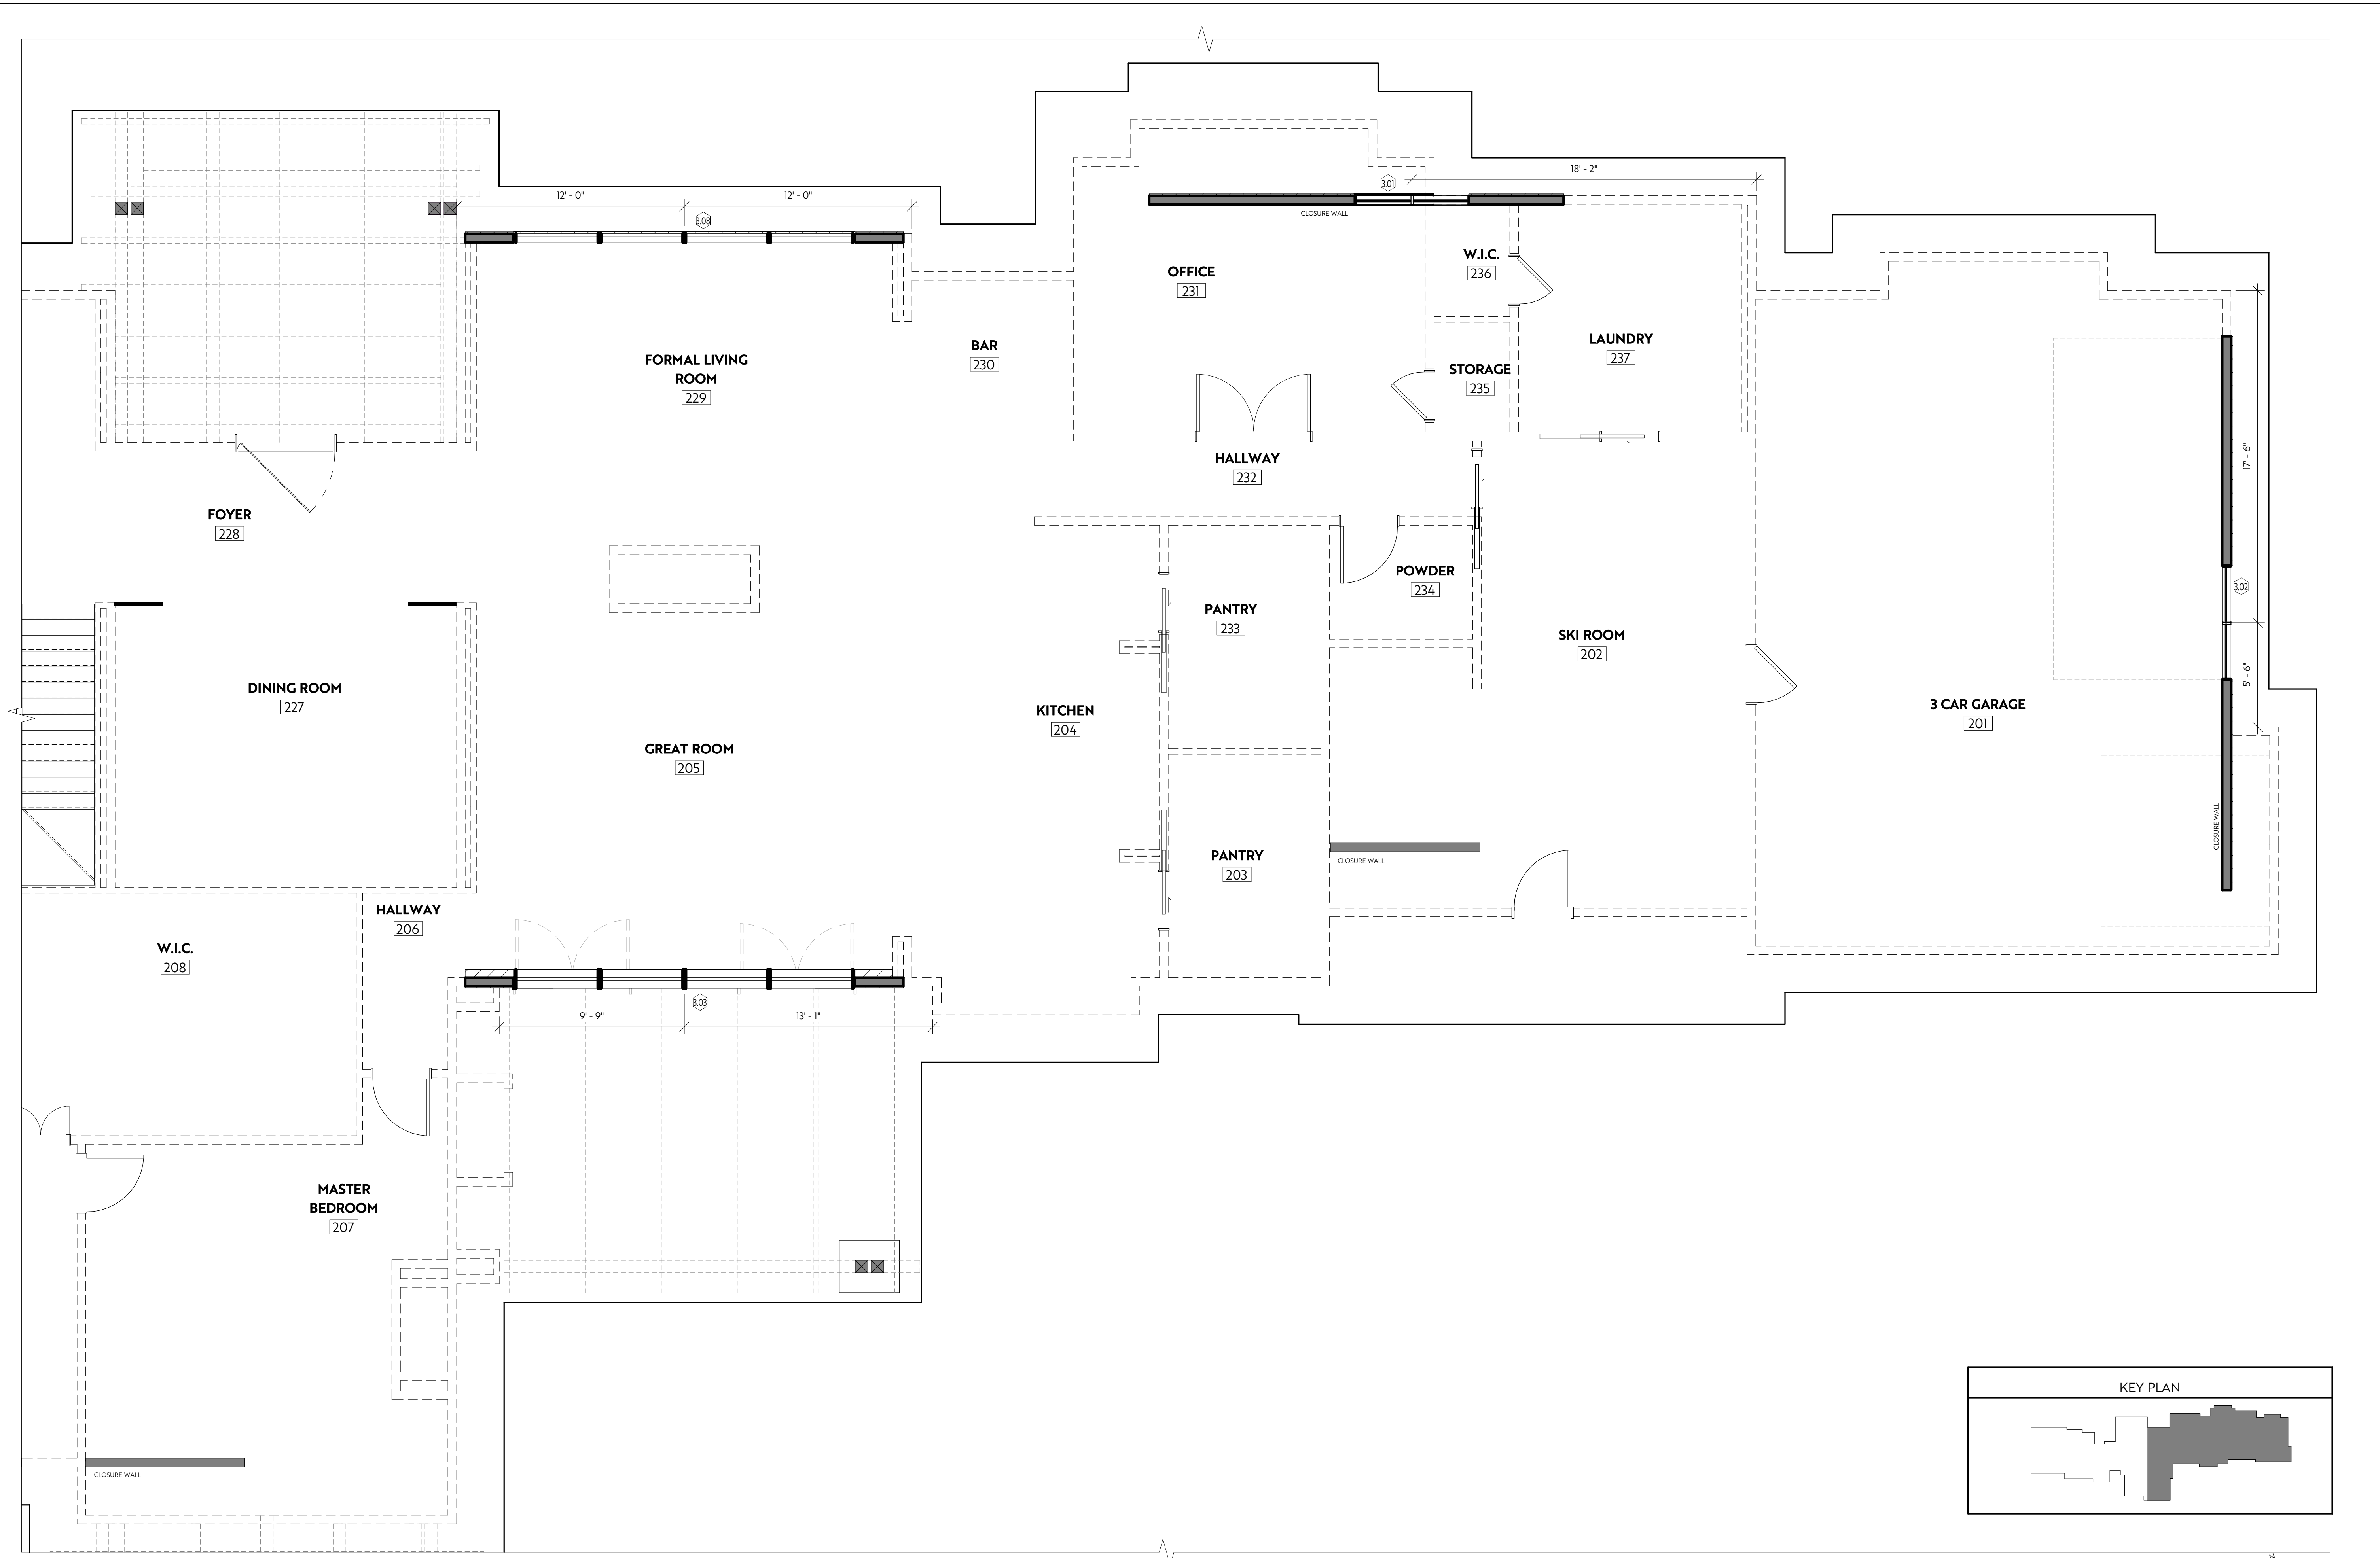 18' - 2"
3.01
12' - 0"
12' - 0"
3.08
CLOSURE WALL
OFFICE
231
W.I.C.
236
LAUNDRY
237
BAR
230
FORMAL LIVING
ROOM
229
STORAGE
235
HALLWAY
232
17' - 6"
FOYER
228
POWDER
234
3.02
PANTRY
233
SKI ROOM
202
5' - 6"
DINING ROOM
227
KITCHEN
204
3 CAR GARAGE
201
GREAT ROOM
205
CLOSURE WALL
PANTRY
203
CLOSURE WALL
HALLWAY
206
W.I.C.
208
3.03
9' - 9"
13' - 1"
MASTER
BEDROOM
207
KEY PLAN
CLOSURE WALL